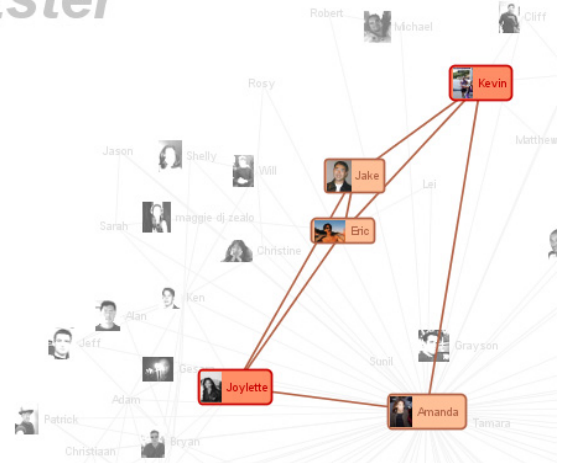 ster
Robert
Michael
Cliff
Kevin
Rosy
Matthew
Jason
Shelly
Will
Jake
Lei
maggie-dj zealo
Sarah
Eric
Christine
Ken
Alan
Jeff
Grayson
Sunil
Joylette
Adam
Amanda
Patrick
Tamara
Bryan
Christiaan